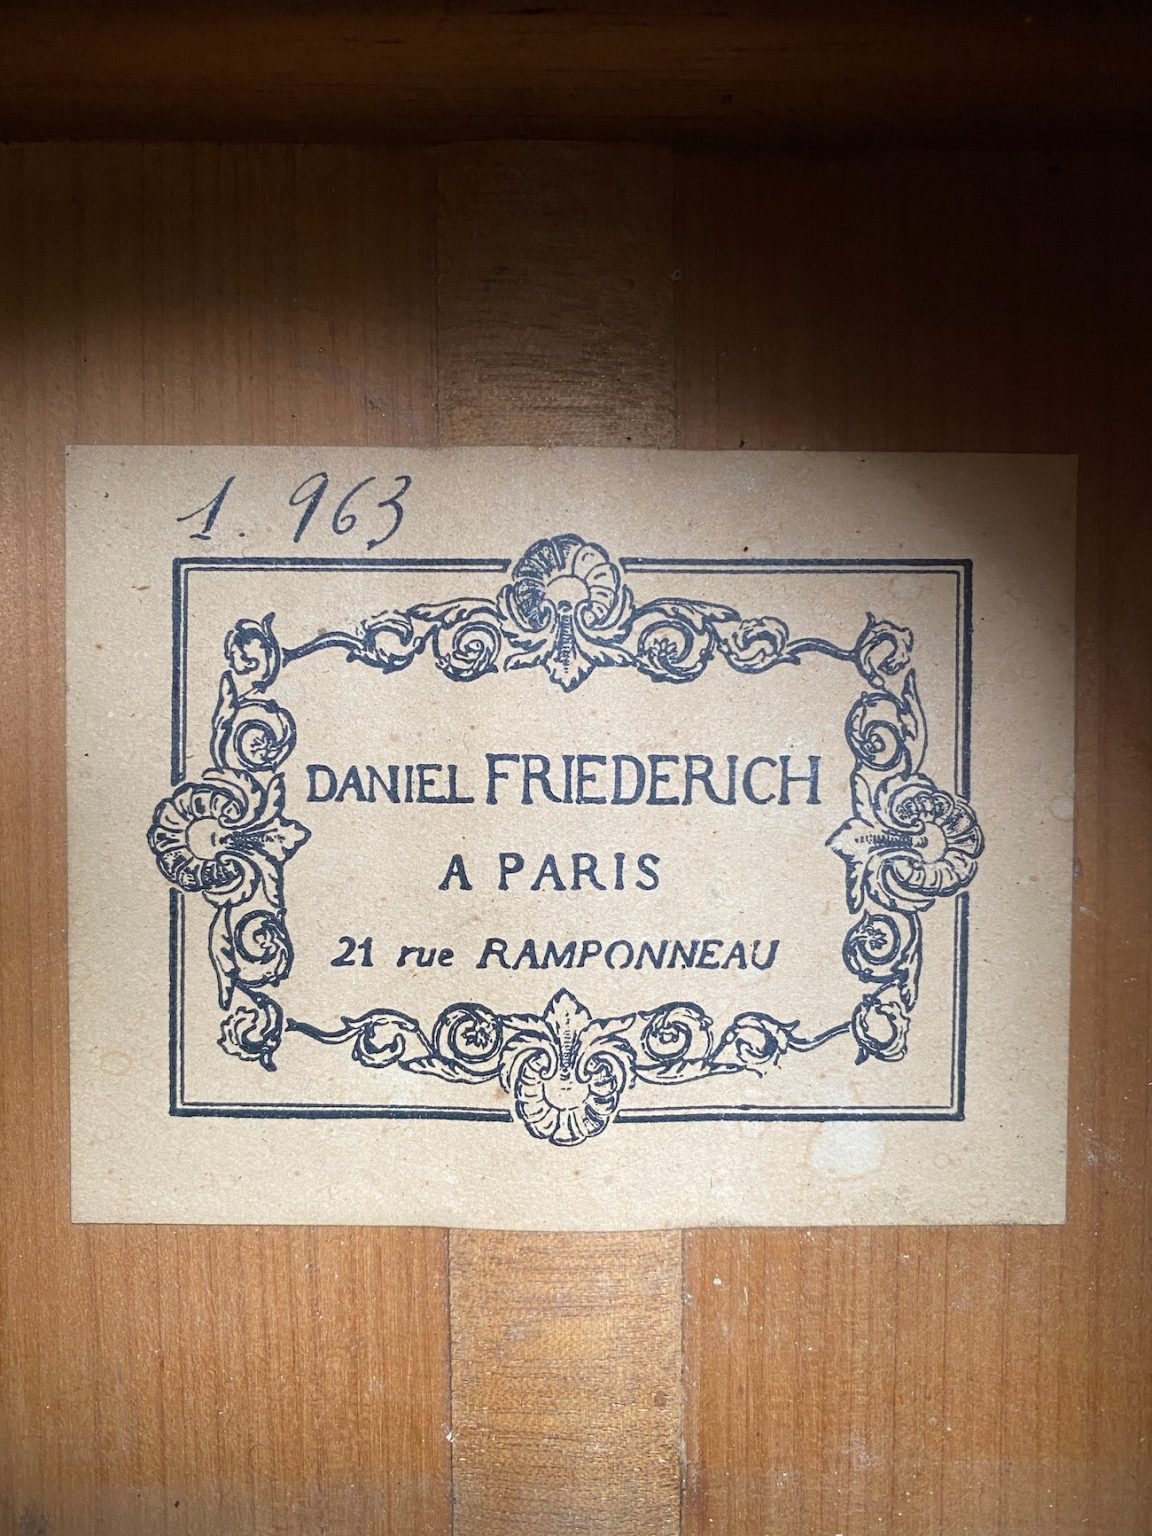 1. 963
DANIEL FRIEDERICH
A PARIS
21 rue RAMPONNEAU